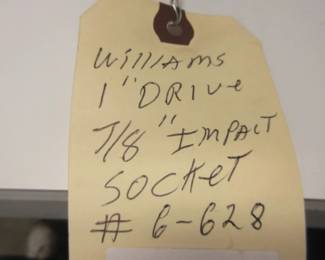 Williams
1" DRive
7/8" IMPACT
SOCKET
# 6-628